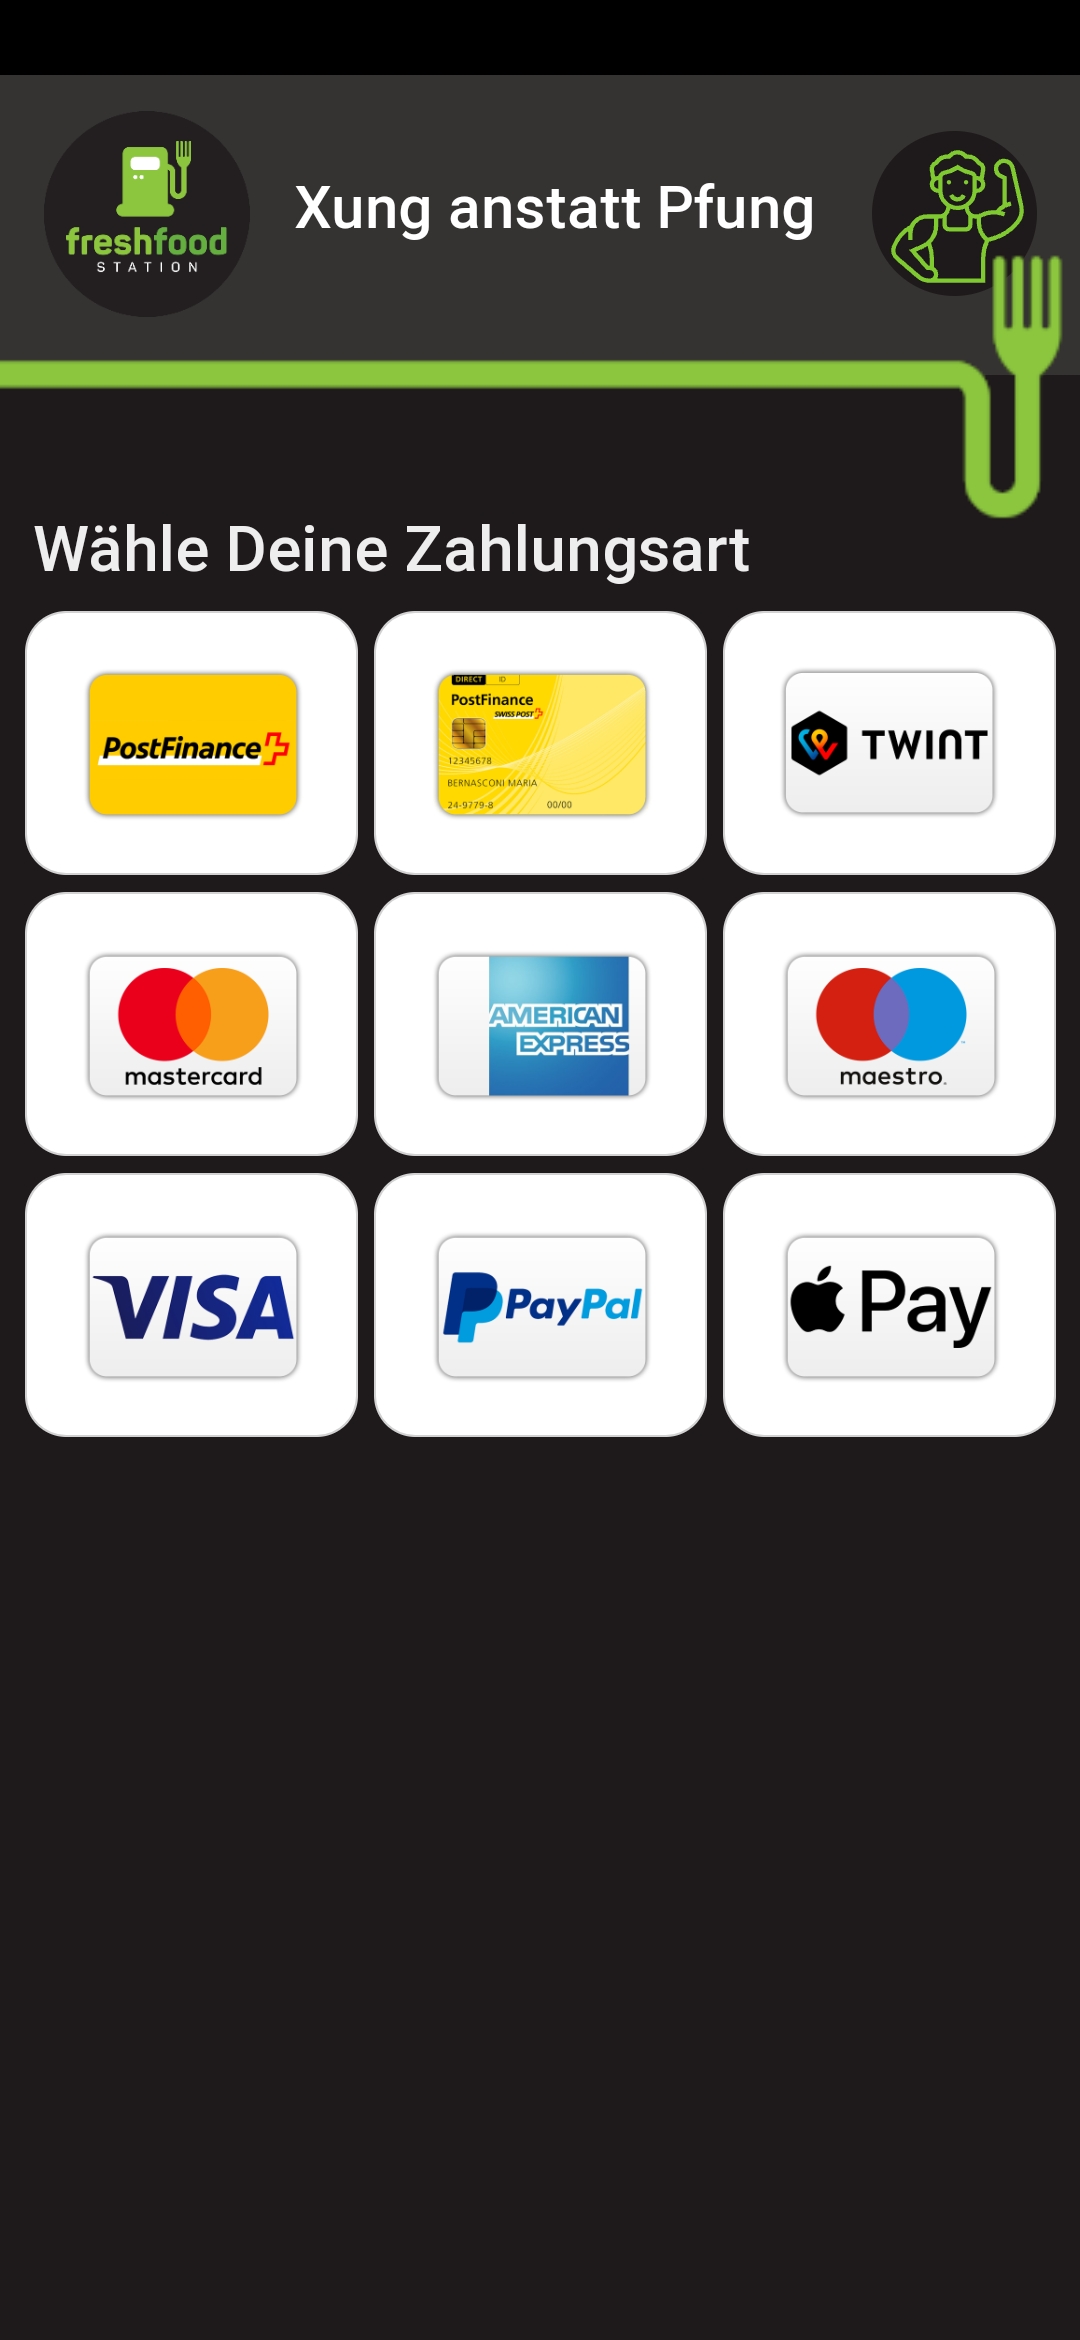 freshfood
STATION
Xung anstatt Pfung
Wähle Deine Zahlungsart
PostFinance
DIRECT ID
PostFinance
SWISS POST
12345678
BERNASCONI MARIA
24-9779-8 00/00
TWINT
mastercard
AMERICAN
EXPRESS
maestro.
VISA
PayPal
Pay